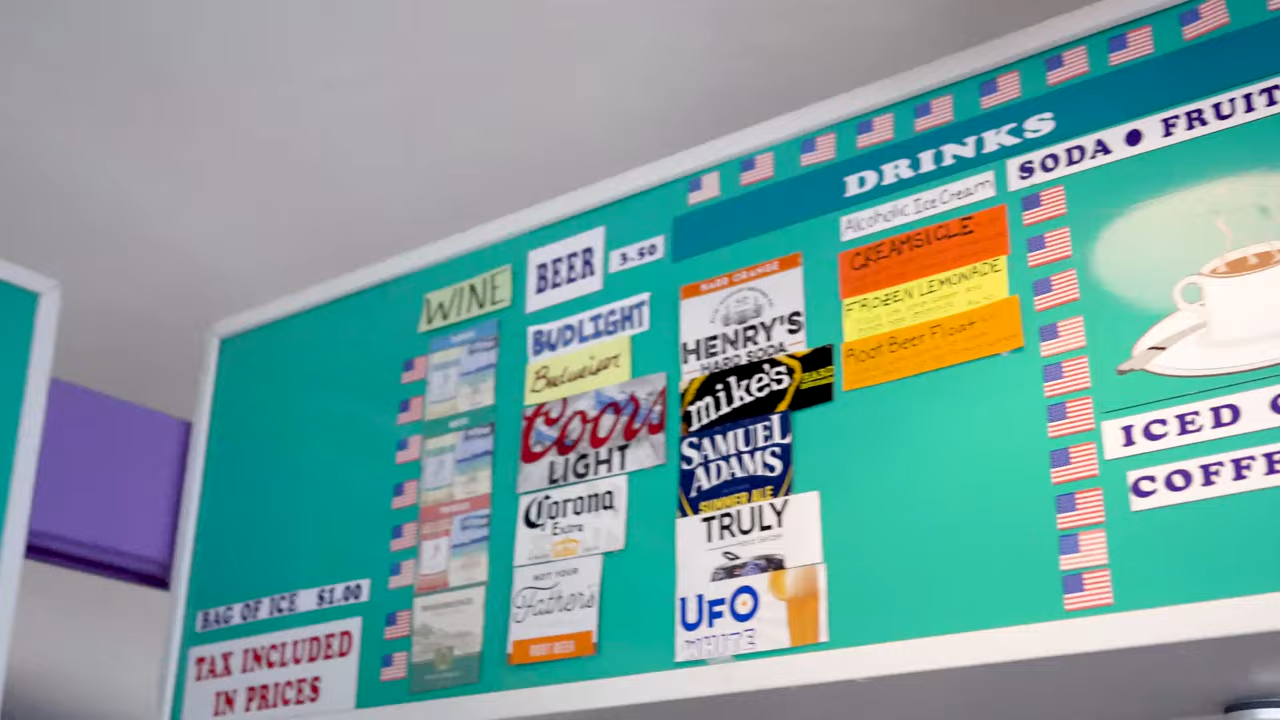 DRINKS
SODA • FRUIT
WINE
BEER
3.50
BUDLIGHT
Budweiser
Coors
LIGHT
Corona
Extra
NOT YOUR
Father's
ROOT BEER
HARD ORANGE
HENRY'S
HARD SODA
mike's
HARD
SAMUEL
ADAMS
SUMMER ALE
TRULY
UFO
WHITE
Alcoholic Ice Cream
CREAMSICLE
FROZEN LEMONADE
Root Beer Float
ICED
COFFE
BAG OF ICE $1.00
TAX INCLUDED
IN PRICES